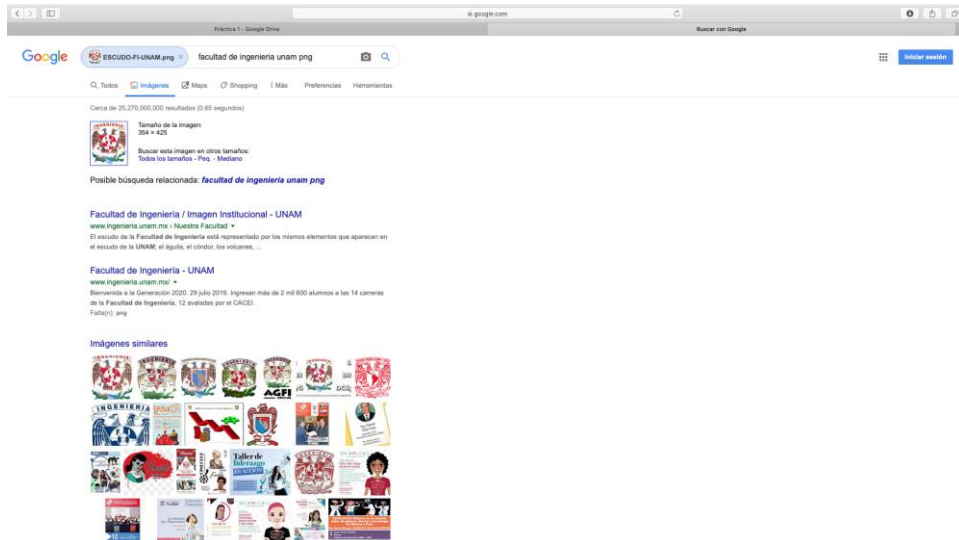 google.com
Práctica 1 - Google Drive
Buscar con Google
Google
ESCUDO-FI-UNAM.png ×
facultad de ingenieria unam png
Iniciar sesión
Todos Imágenes Maps Shopping Más Preferencias Herramientas
Cerca de 25,270,000,000 resultados (0.65 segundos)
Tamaño de la imagen:
354 × 425
Buscar esta imagen en otros tamaños:
Todos los tamaños - Peq. - Mediano
Posible búsqueda relacionada: facultad de ingenieria unam png
Facultad de Ingeniería / Imagen Institucional - UNAM
www.ingenieria.unam.mx › Nuestra Facultad
El escudo de la Facultad de Ingeniería está representado por los mismos elementos que aparecen en
el escudo de la UNAM; el águila, el cóndor, los volcanes, ...
Facultad de Ingeniería - UNAM
www.ingenieria.unam.mx/
Bienvenida a la Generación 2020. 29 julio 2019. Ingresan más de 2 mil 600 alumnos a las 14 carreras
de la Facultad de Ingeniería, 12 avaladas por el CACEI.
Falta(n): png
Imágenes similares
INGENIERIA
AGFI
INGENIERIA
Taller de
liderazgo
EN ACCIÓN